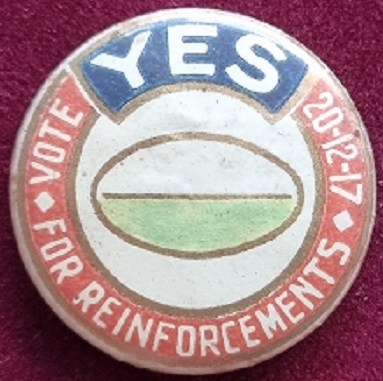 YES
VOTE
FOR REINFORCEMENTS
20-12-17